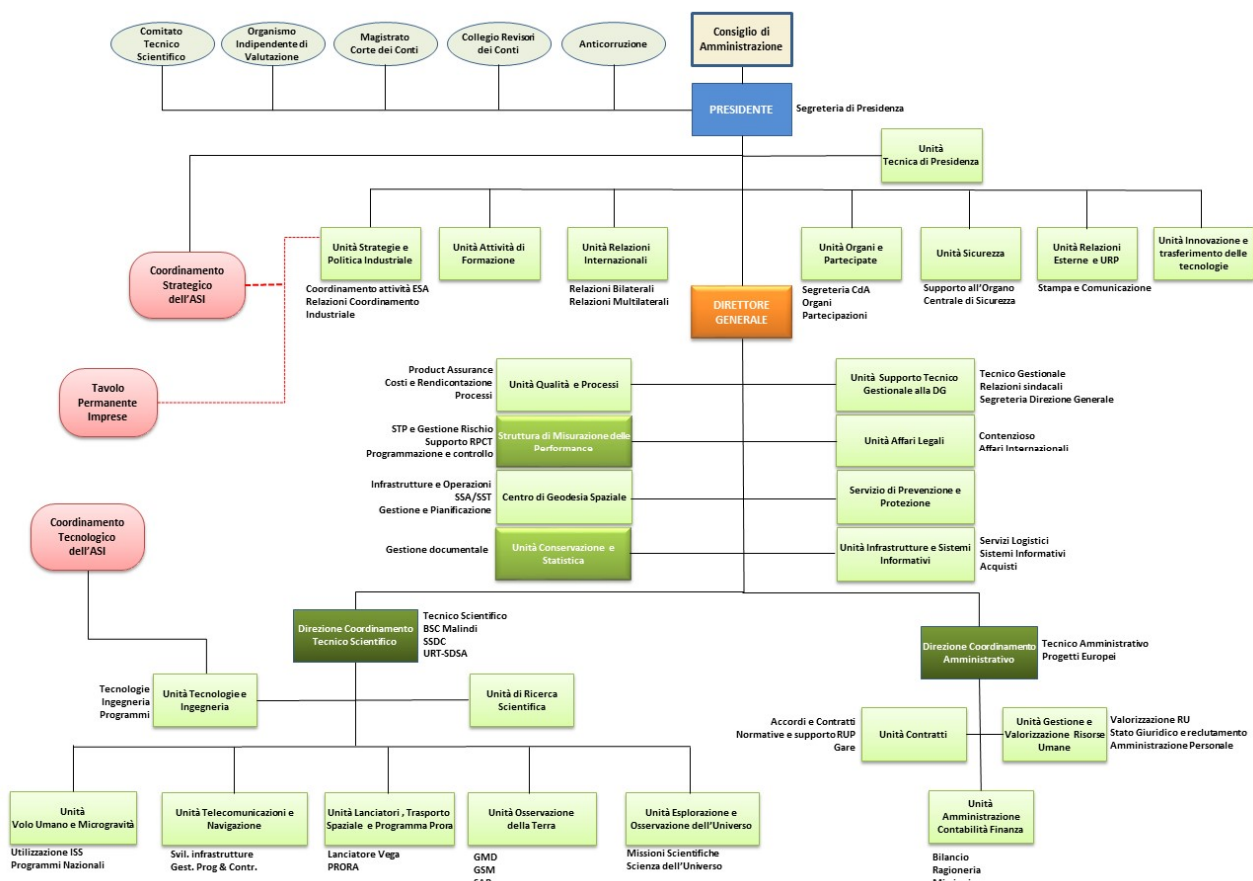 Comitato
Tecnico
Scientifico
Organismo
Indipendente di
Valutazione
Magistrato
Corte dei Conti
Collegio Revisori
dei Conti
Anticorruzione
Consiglio di
Amministrazione
PRESIDENTE
Segreteria di Presidenza
Unità
Tecnica di Presidenza
Unità Strategie e
Politica Industriale
Coordinamento attività ESA
Relazioni Coordinamento
Industriale
Unità Attività di
Formazione
Unità Relazioni
Internazionali
Relazioni Bilaterali
Relazioni Multilaterali
Unità Organi e
Partecipate
Segreteria CdA
Organi
Partecipazioni
Unità Sicurezza
Supporto all'Organo
Centrale di Sicurezza
Unità Relazioni
Esterne e URP
Stampa e Comunicazione
Unità Innovazione e
trasferimento delle
tecnologie
Coordinamento
Strategico
dell'ASI
DIRETTORE
GENERALE
Tavolo
Permanente
Imprese
Product Assurance
Costi e Rendicontazione
Processi
Unità Qualità e Processi
Unità Supporto Tecnico
Gestionale alla DG
Tecnico Gestionale
Relazioni sindacali
Segreteria Direzione Generale
STP e Gestione Rischio
Supporto RPCT
Programmazione e controllo
Struttura di Misurazione delle
Performance
Unità Affari Legali
Contenzioso
Affari Internazionali
Infrastrutture e Operazioni
SSA/SST
Gestione e Pianificazione
Centro di Geodesia Spaziale
Servizio di Prevenzione e
Protezione
Gestione documentale
Unità Conservazione e
Statistica
Unità Infrastrutture e Sistemi
Informativi
Servizi Logistici
Sistemi Informativi
Acquisti
Coordinamento
Tecnologico
dell'ASI
Direzione Coordinamento
Tecnico Scientifico
Tecnico Scientifico
BSC Malindi
SSDC
URT-SDSA
Direzione Coordinamento
Amministrativo
Tecnico Amministrativo
Progetti Europei
Tecnologie
Ingegneria
Programmi
Unità Tecnologie e
Ingegneria
Unità di Ricerca
Scientifica
Accordi e Contratti
Normative e supporto RUP
Gare
Unità Contratti
Unità Gestione e
Valorizzazione Risorse
Umane
Valorizzazione RU
Stato Giuridico e reclutamento
Amministrazione Personale
Unità
Volo Umano e Microgravità
Utilizzazione ISS
Programmi Nazionali
Unità Telecomunicazioni e
Navigazione
Svil. infrastrutture
Gest. Prog & Contr.
Unità Lanciatori , Trasporto
Spaziale e Programma Prora
Lanciatore Vega
PRORA
Unità Osservazione
della Terra
GMD
GSM
Unità Esplorazione e
Osservazione dell'Universo
Missioni Scientifiche
Scienza dell'Universo
Unità
Amministrazione
Contabilità Finanza
Bilancio
Ragioneria